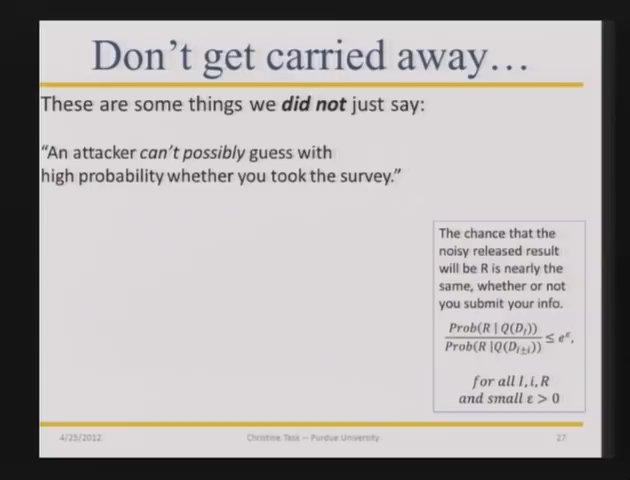 Don't get carried away…
These are some things we did not just say:
"An attacker can't possibly guess with
high probability whether you took the survey."
The chance that the
noisy released result
will be R is nearly the
same, whether or not
you submit your info.
Prob(R | Q(D_I))
Prob(R |Q(D_{I±i})) ≤ e^ε,
for all I, i, R
and small ε > 0
4/25/2012
Christine Task -- Purdue University
27